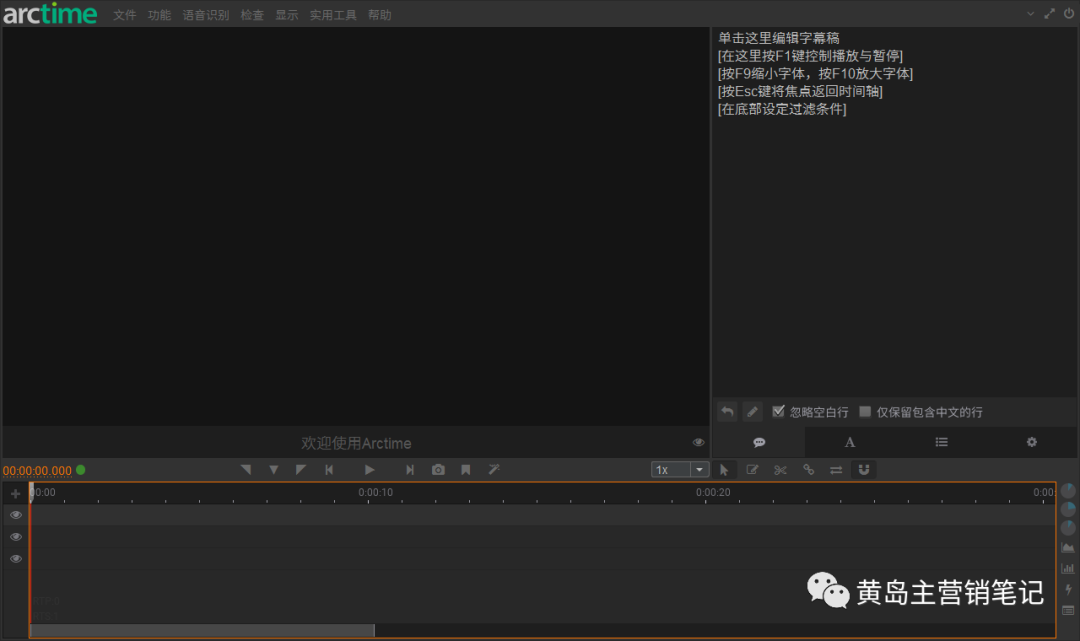 arctime 文件 功能 语音识别 检查 显示 实用工具 帮助
单击这里编辑字幕稿
[在这里按F1键控制播放与暂停]
[按F9缩小字体，按F10放大字体]
[按Esc键将焦点返回时间轴]
[在底部设定过滤条件]
忽略空白行 仅保留包含中文的行
欢迎使用Arctime
A
00:00:00.000 1x
00:00 0:00:10 0:00:20 0:00:
黄岛主营销笔记